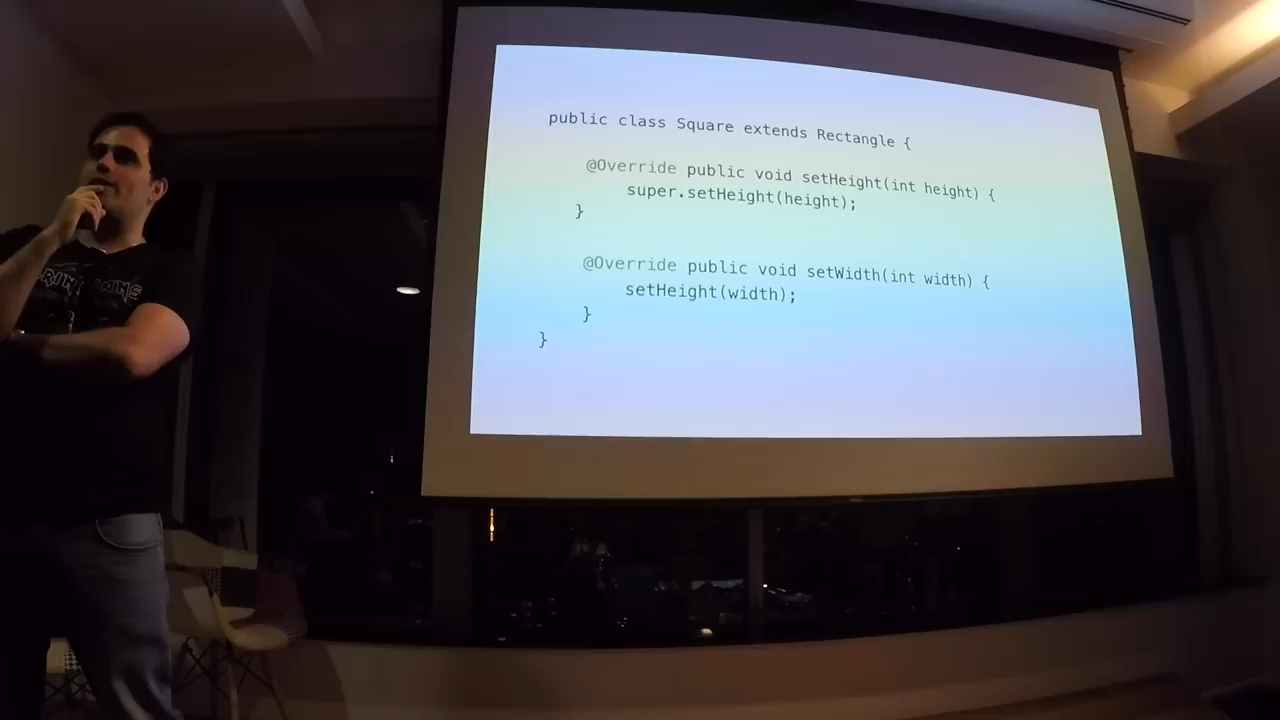 public class Square extends Rectangle {
@Override public void setHeight(int height) {
super.setHeight(height);
}
@Override public void setWidth(int width) {
setHeight(width);
}
}